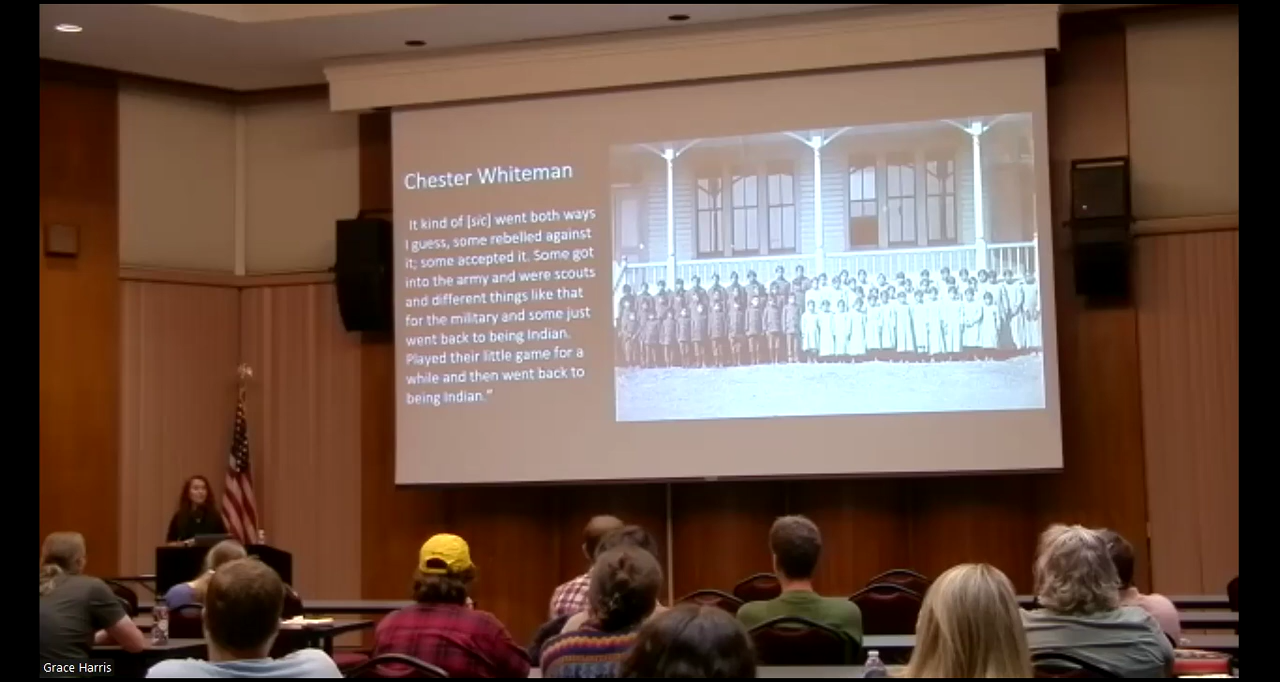 Chester Whiteman
It kind of [sic] went both ways
I guess, some rebelled against
it; some accepted it. Some got
into the army and were scouts
and different things like that
for the military and some just
went back to being Indian.
Played their little game for a
while and then went back to
being Indian."
Grace Harris